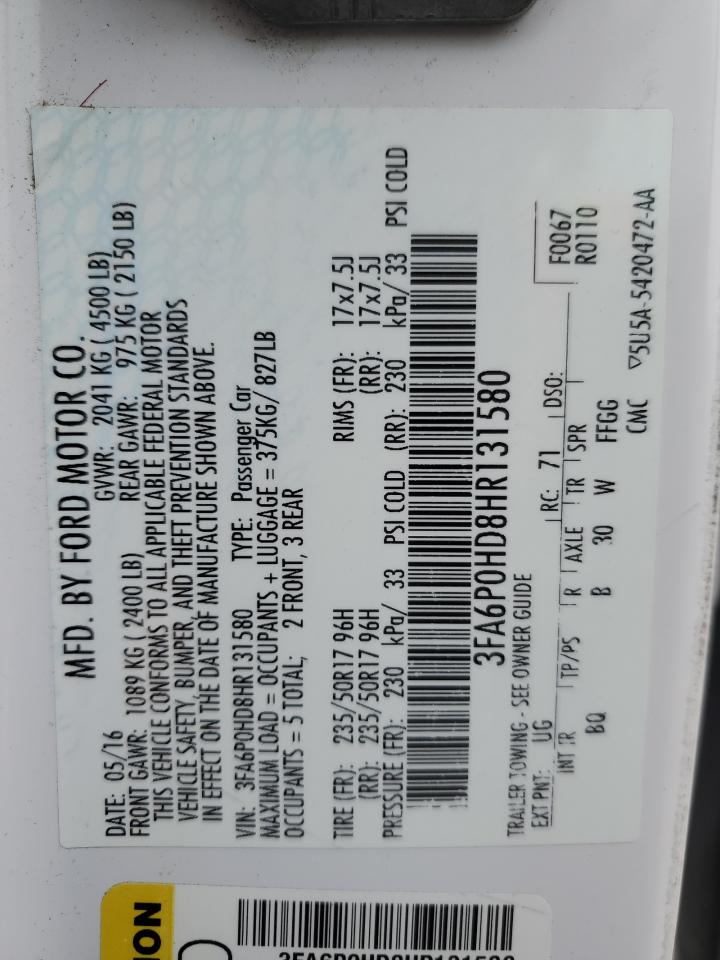 MFD. BY FORD MOTOR CO.
DATE: 05/16 GVWR: 2041 KG ( 4500 LB)
FRONT GAWR: 1089 KG ( 2400 LB) REAR GAWR: 975 KG ( 2150 LB)
THIS VEHICLE CONFORMS TO ALL APPLICABLE FEDERAL MOTOR
VEHICLE SAFETY, BUMPER, AND THEFT PREVENTION STANDARDS
IN EFFECT ON THE DATE OF MANUFACTURE SHOWN ABOVE.
VIN: 3FA6P0HD8HR131580 TYPE: Passenger Car
MAXIMUM LOAD = OCCUPANTS + LUGGAGE = 375KG/ 827LB
OCCUPANTS = 5 TOTAL; 2 FRONT, 3 REAR
TIRE (FR): 235/50R17 96H RIMS (FR): 17x7.5J
(RR): 235/50R17 96H (RR): 17x7.5J
PRESSURE (FR): 230 kPa/ 33 PSI COLD (RR): 230 kPa/ 33 PSI COLD
3FA6P0HD8HR131580
TRAILER TOWING - SEE OWNER GUIDE
EXT PNT: UG RC: 71 DSO: F0067
R0110
INT TR TP/PS R AXLE TR SPR
BQ B 30 W FFGG
CMC ▽5U5A-5420472-AA